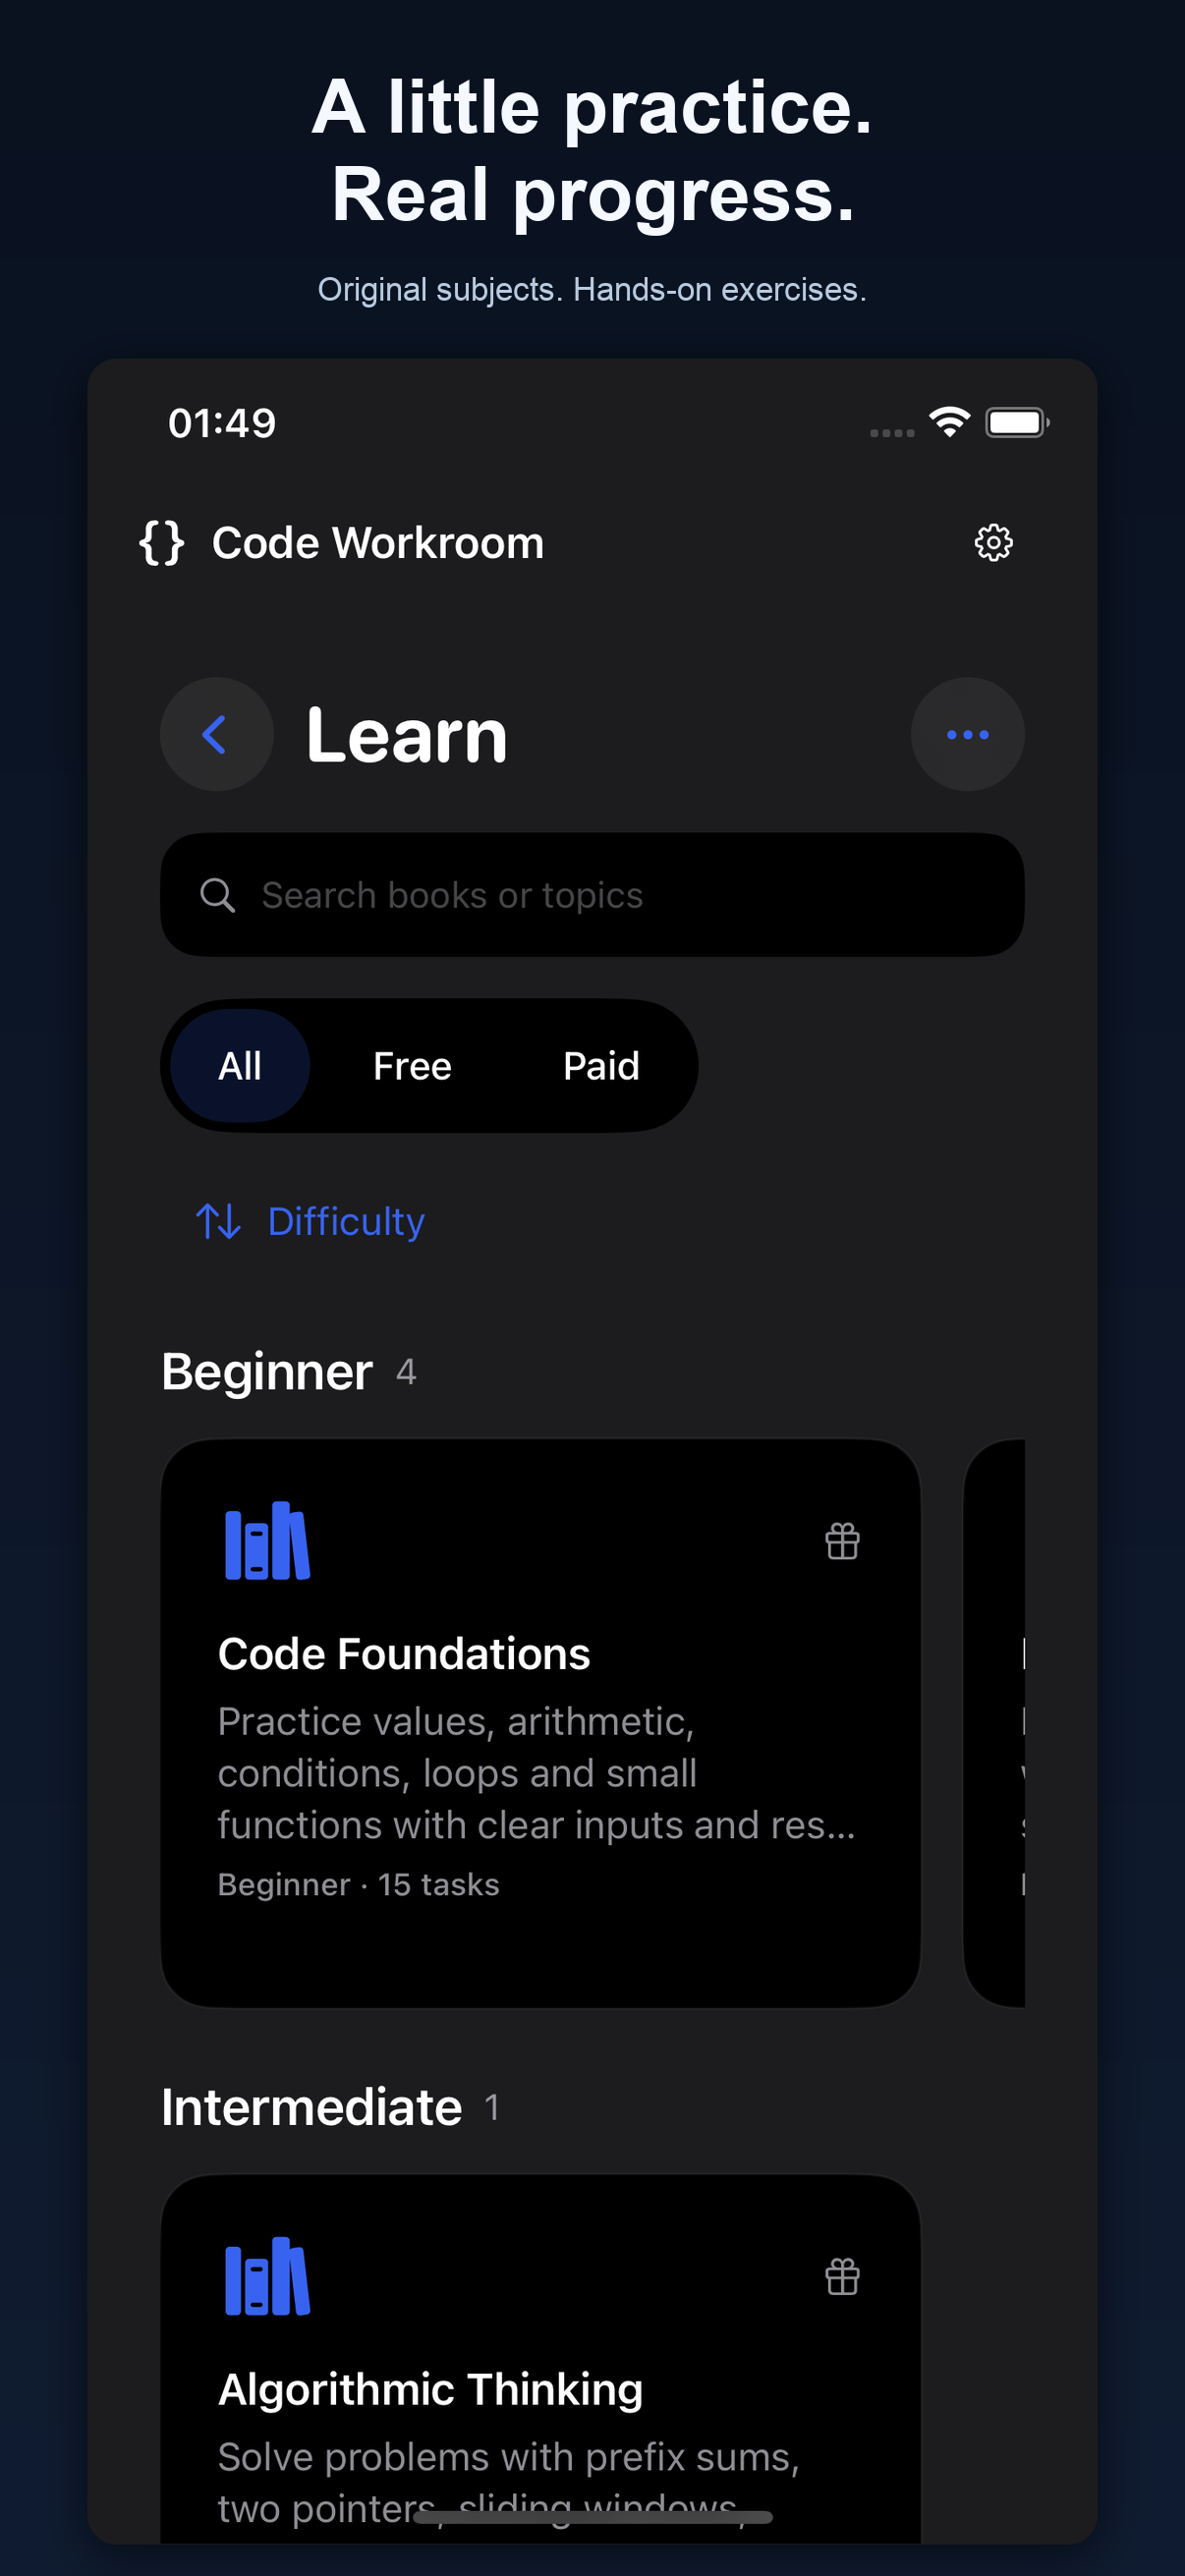 A little practice.
Real progress.
Original subjects. Hands-on exercises.
01:49
{} Code Workroom
Learn
Search books or topics
All Free Paid
Difficulty
Beginner 4
Code Foundations
Practice values, arithmetic,
conditions, loops and small
functions with clear inputs and res...
Beginner · 15 tasks
Intermediate 1
Algorithmic Thinking
Solve problems with prefix sums,
two pointers, sliding windows,